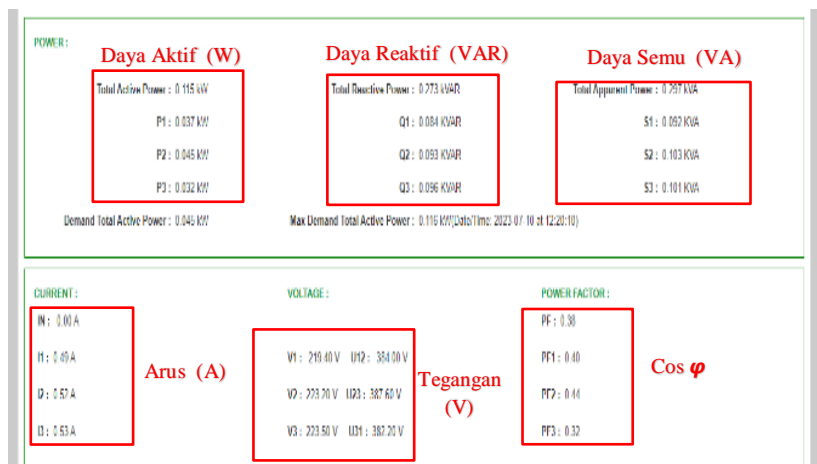 POWER :
Daya Aktif (W) Daya Reaktif (VAR) Daya Semu (VA)
Total Active Power : 0.115 kW Total Reactive Power : 0.273 kVAR Total Apparent Power : 0.297 kVA
P1 : 0.037 kW Q1 : 0.084 KVAR S1 : 0.092 KVA
P2 : 0.045 kW Q2 : 0.093 KVAR S2 : 0.103 KVA
P3 : 0.032 kW Q3 : 0.096 KVAR S3 : 0.101 KVA
Demand Total Active Power : 0.045 kW Max Demand Total Active Power : 0.116 kW(Date/Time: 2023-07-10 at 12:20:10)
CURRENT : VOLTAGE : POWER FACTOR :
IN : 0.00 A PF : 0.38
I1 : 0.49 A V1 : 219.40 V U12 : 384.00 V PF1 : 0.40
Arus (A) Tegangan (V) Cos φ
I2 : 0.52 A V2 : 223.20 V U23 : 387.60 V PF2 : 0.44
I3 : 0.53 A V3 : 223.50 V U31 : 382.20 V PF3 : 0.32